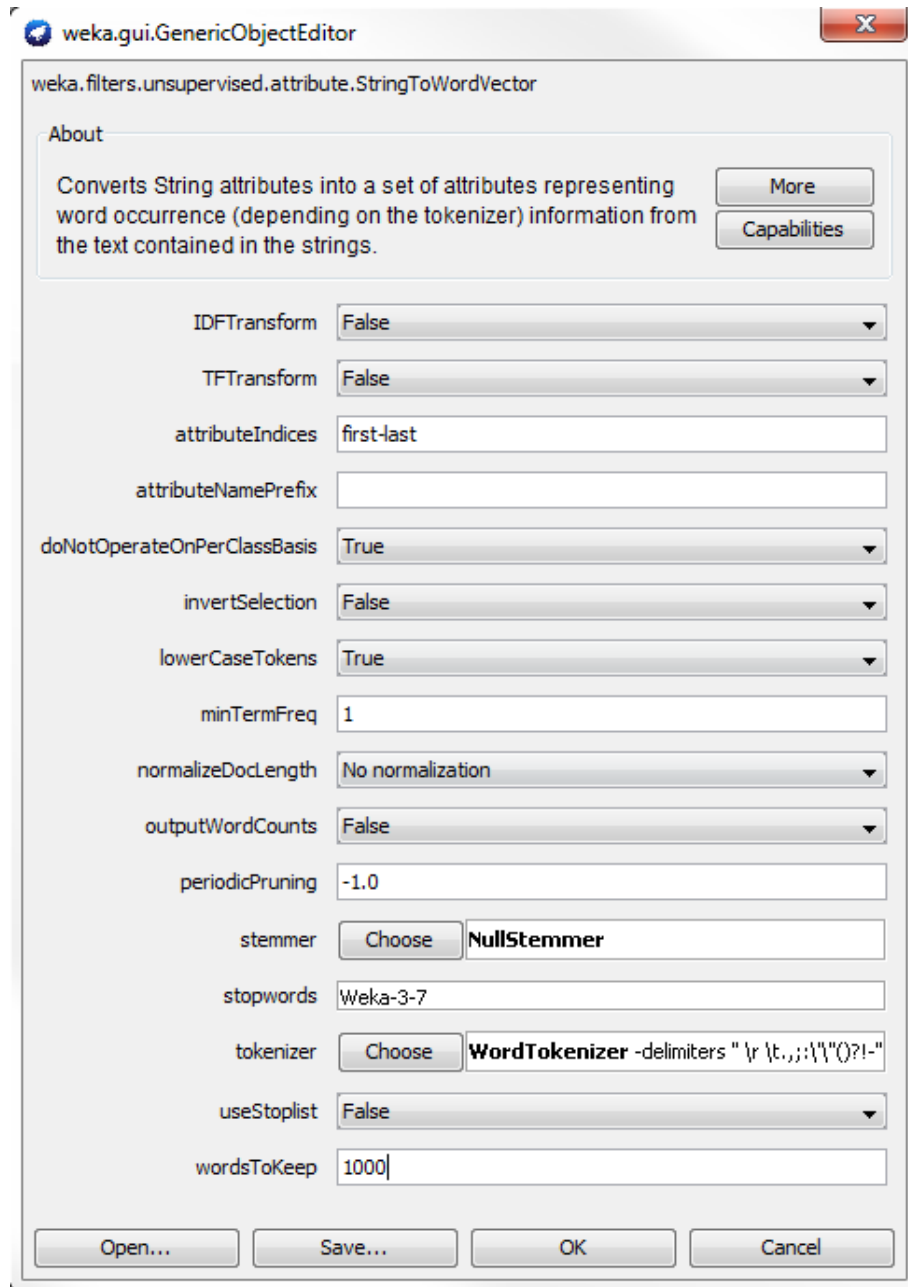 weka.gui.GenericObjectEditor
weka.filters.unsupervised.attribute.StringToWordVector
About
Converts String attributes into a set of attributes representing
word occurrence (depending on the tokenizer) information from
the text contained in the strings.
More
Capabilities
IDFTransform False
TFTransform False
attributeIndices first-last
attributeNamePrefix
doNotOperateOnPerClassBasis True
invertSelection False
lowerCaseTokens True
minTermFreq 1
normalizeDocLength No normalization
outputWordCounts False
periodicPruning -1.0
stemmer Choose NullStemmer
stopwords Weka-3-7
tokenizer Choose WordTokenizer -delimiters " \r \t.,;:\'\"()?!-"
useStoplist False
wordsToKeep 1000
Open... Save... OK Cancel